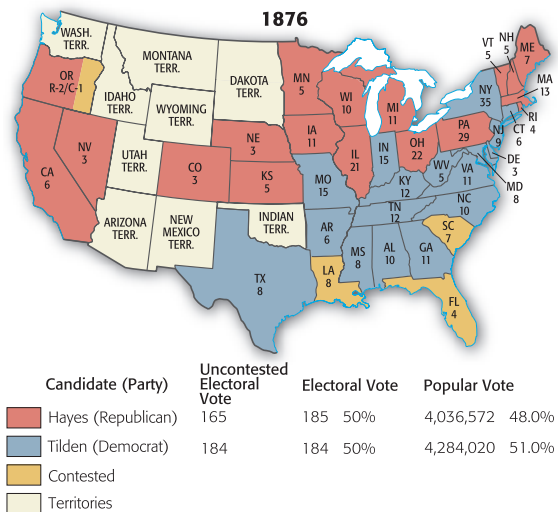 1876
WASH.
TERR.
MONTANA
TERR.
DAKOTA
TERR.
MN
5
VT
5
NH
5
ME
7
OR
R-2/C-1
IDAHO
TERR.
WYOMING
TERR.
WI
10
MI
11
NY
35
MA
13
RI
4
CT
6
NV
3
CA
6
UTAH
TERR.
CO
3
NE
3
KS
5
IA
11
IL
21
IN
15
OH
22
PA
29
NJ
9
DE
3
MD
8
MO
15
KY
12
WV
5
VA
11
ARIZONA
TERR.
NEW
MEXICO
TERR.
INDIAN
TERR.
AR
6
TN
12
NC
10
SC
7
TX
8
LA
8
MS
8
AL
10
GA
11
FL
4
Candidate (Party)
Uncontested
Electoral
Vote
Electoral Vote
Popular Vote
Hayes (Republican) 165 185 50% 4,036,572 48.0%
Tilden (Democrat) 184 184 50% 4,284,020 51.0%
Contested
Territories